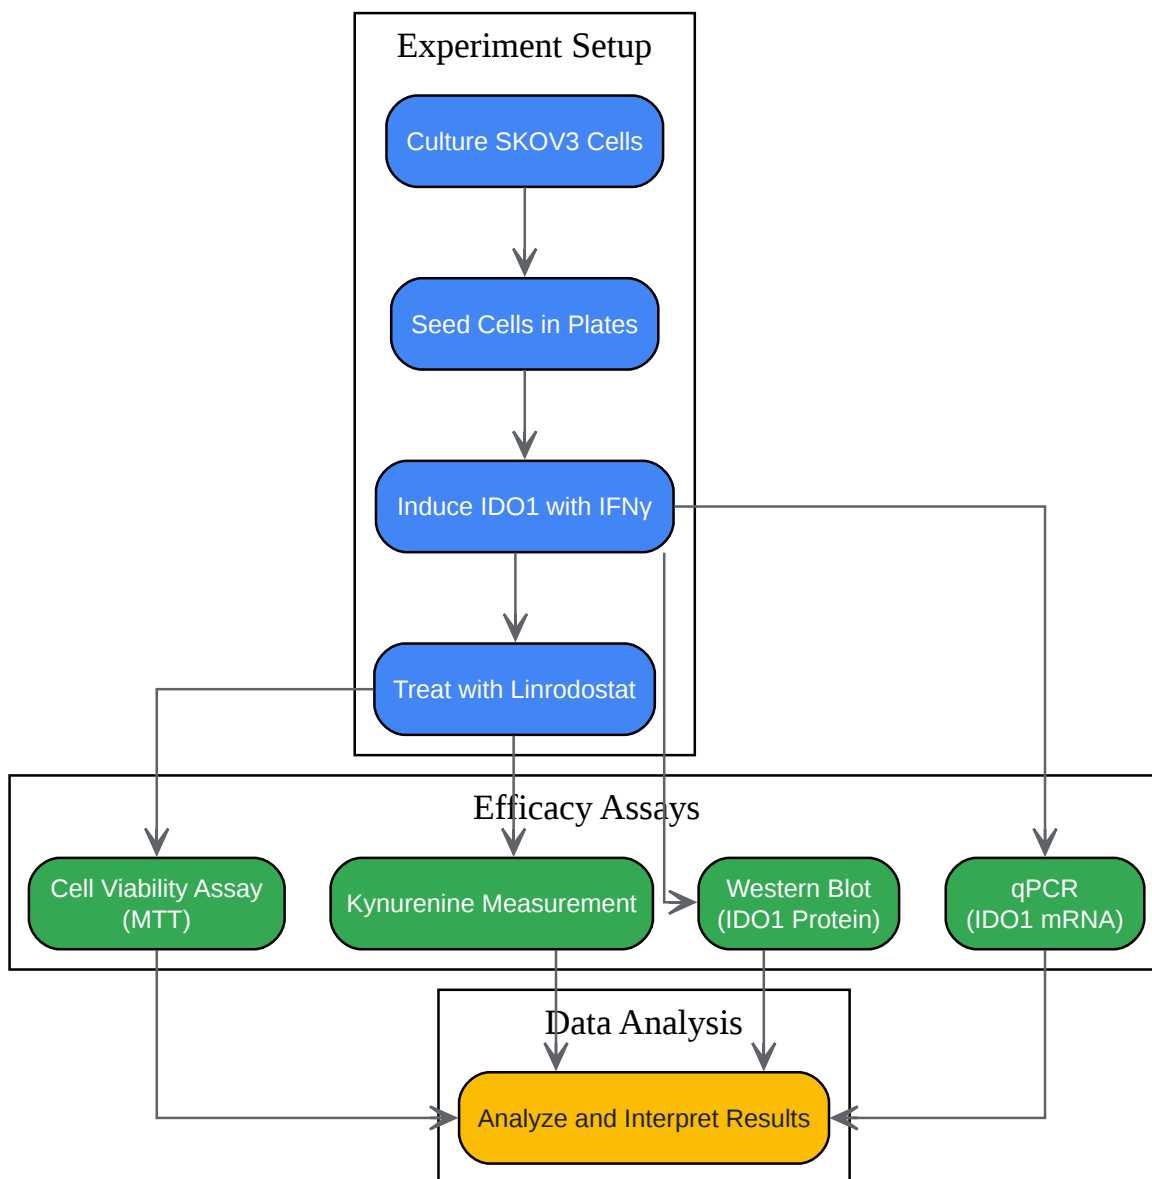 Experiment Setup
Culture SKOV3 Cells
Seed Cells in Plates
Induce IDO1 with IFNγ
Treat with Linrodostat
Efficacy Assays
Cell Viability Assay
(MTT)
Kynurenine Measurement
Western Blot
(IDO1 Protein)
qPCR
(IDO1 mRNA)
Data Analysis
Analyze and Interpret Results